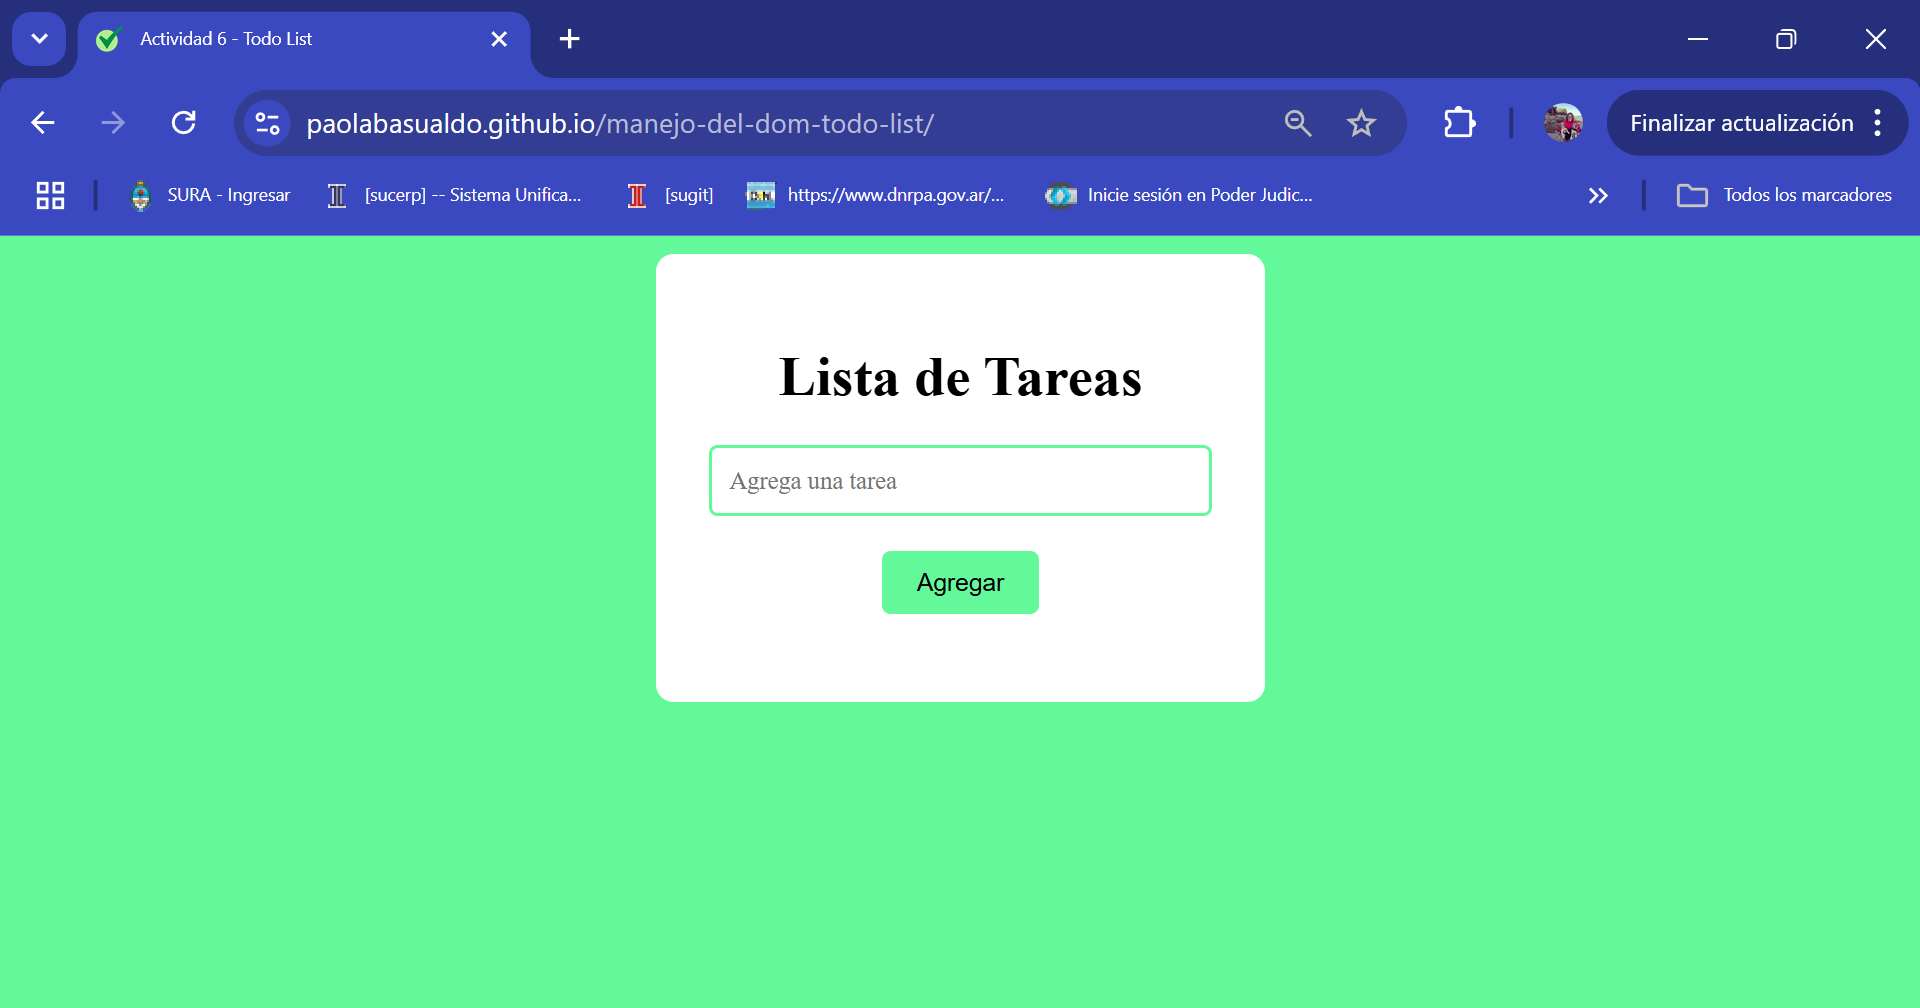 Actividad 6 - Todo List
paolabasualdo.github.io/manejo-del-dom-todo-list/
Finalizar actualización
SURA - Ingresar
[sucerp] -- Sistema Unifica...
[sugit]
https://www.dnrpa.gov.ar/...
Inicie sesión en Poder Judic...
Todos los marcadores
Lista de Tareas
Agrega una tarea
Agregar